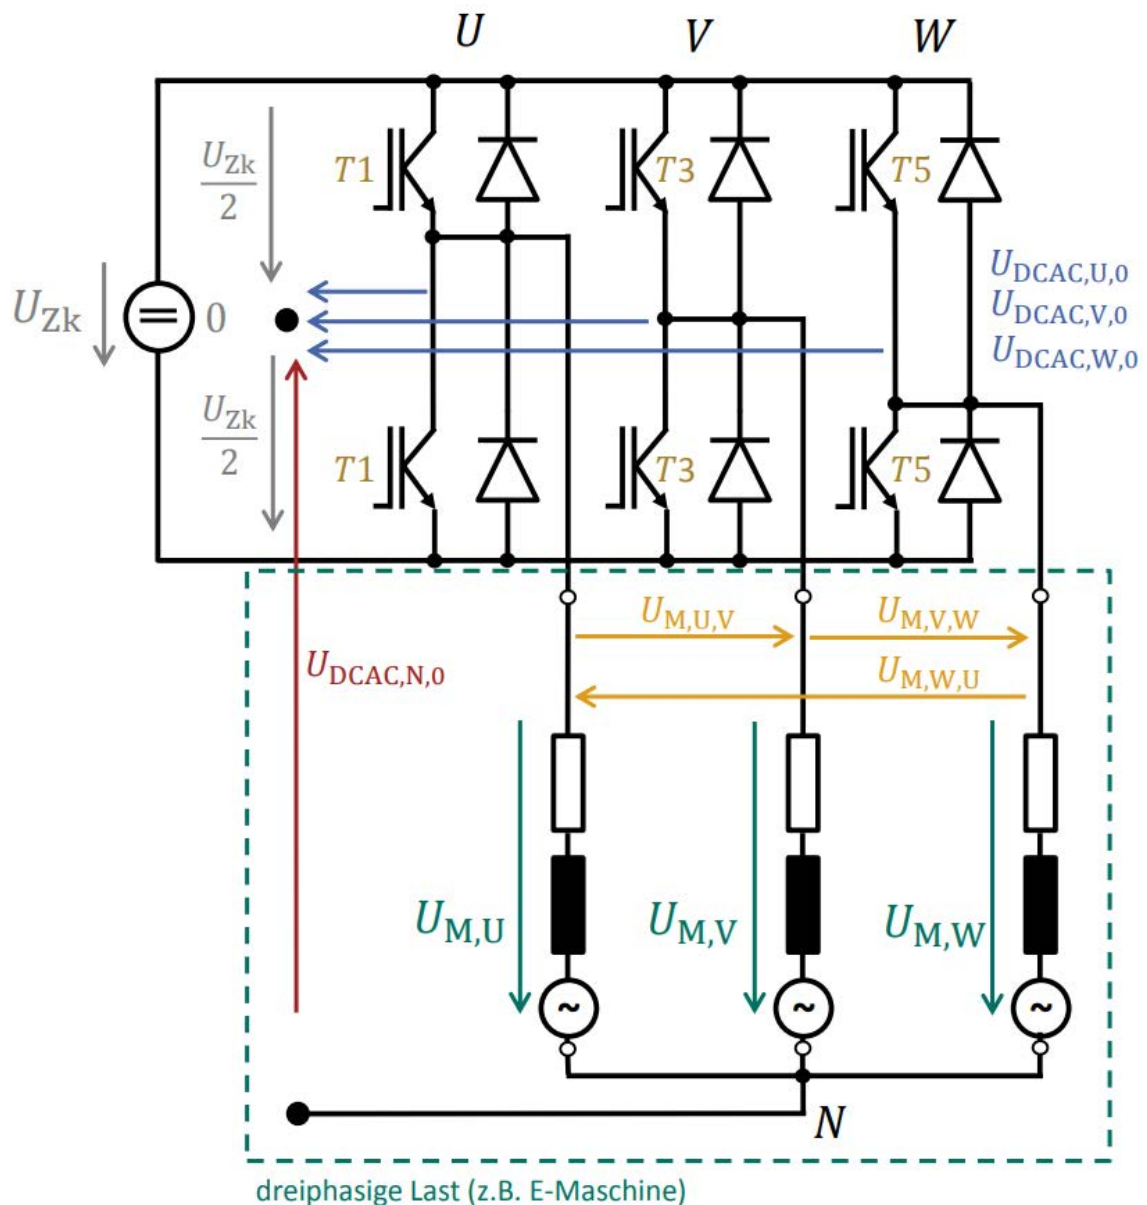 U V W
U_Zk/2
T1 T3 T5
U_DCAC,U,0
U_Zk = 0
U_DCAC,V,0
U_DCAC,W,0
U_Zk/2
T1 T3 T5
U_M,U,V U_M,V,W
U_DCAC,N,0 U_M,W,U
U_M,U U_M,V U_M,W
~ ~ ~
N
dreiphasige Last (z.B. E-Maschine)